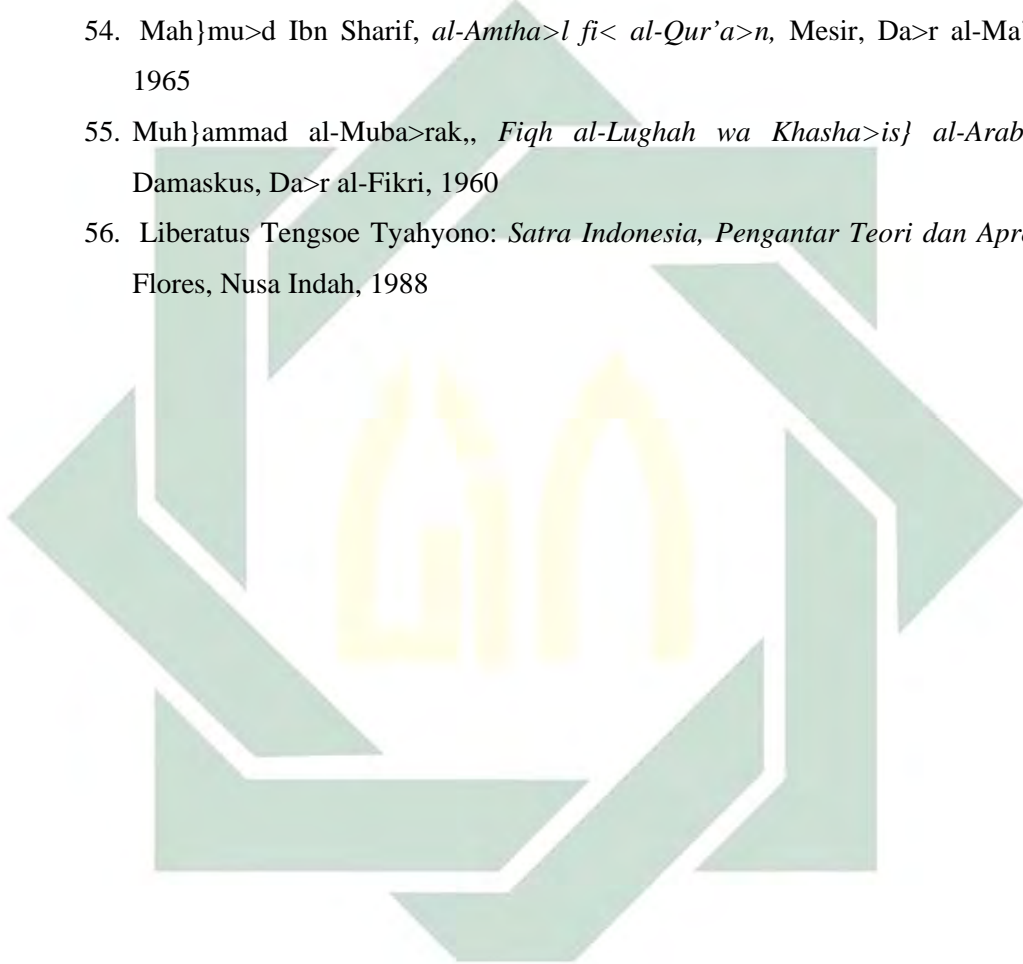 54. Mah}mu>d Ibn Sharif, al-Amtha>l fi< al-Qur’a>n, Mesir, Da>r al-Ma'
1965
55. Muh}ammad al-Muba>rak,, Fiqh al-Lughah wa Khasha>is} al-Arab
Damaskus, Da>r al-Fikri, 1960
56. Liberatus Tengsoe Tyahyono: Satra Indonesia, Pengantar Teori dan Apr
Flores, Nusa Indah, 1988